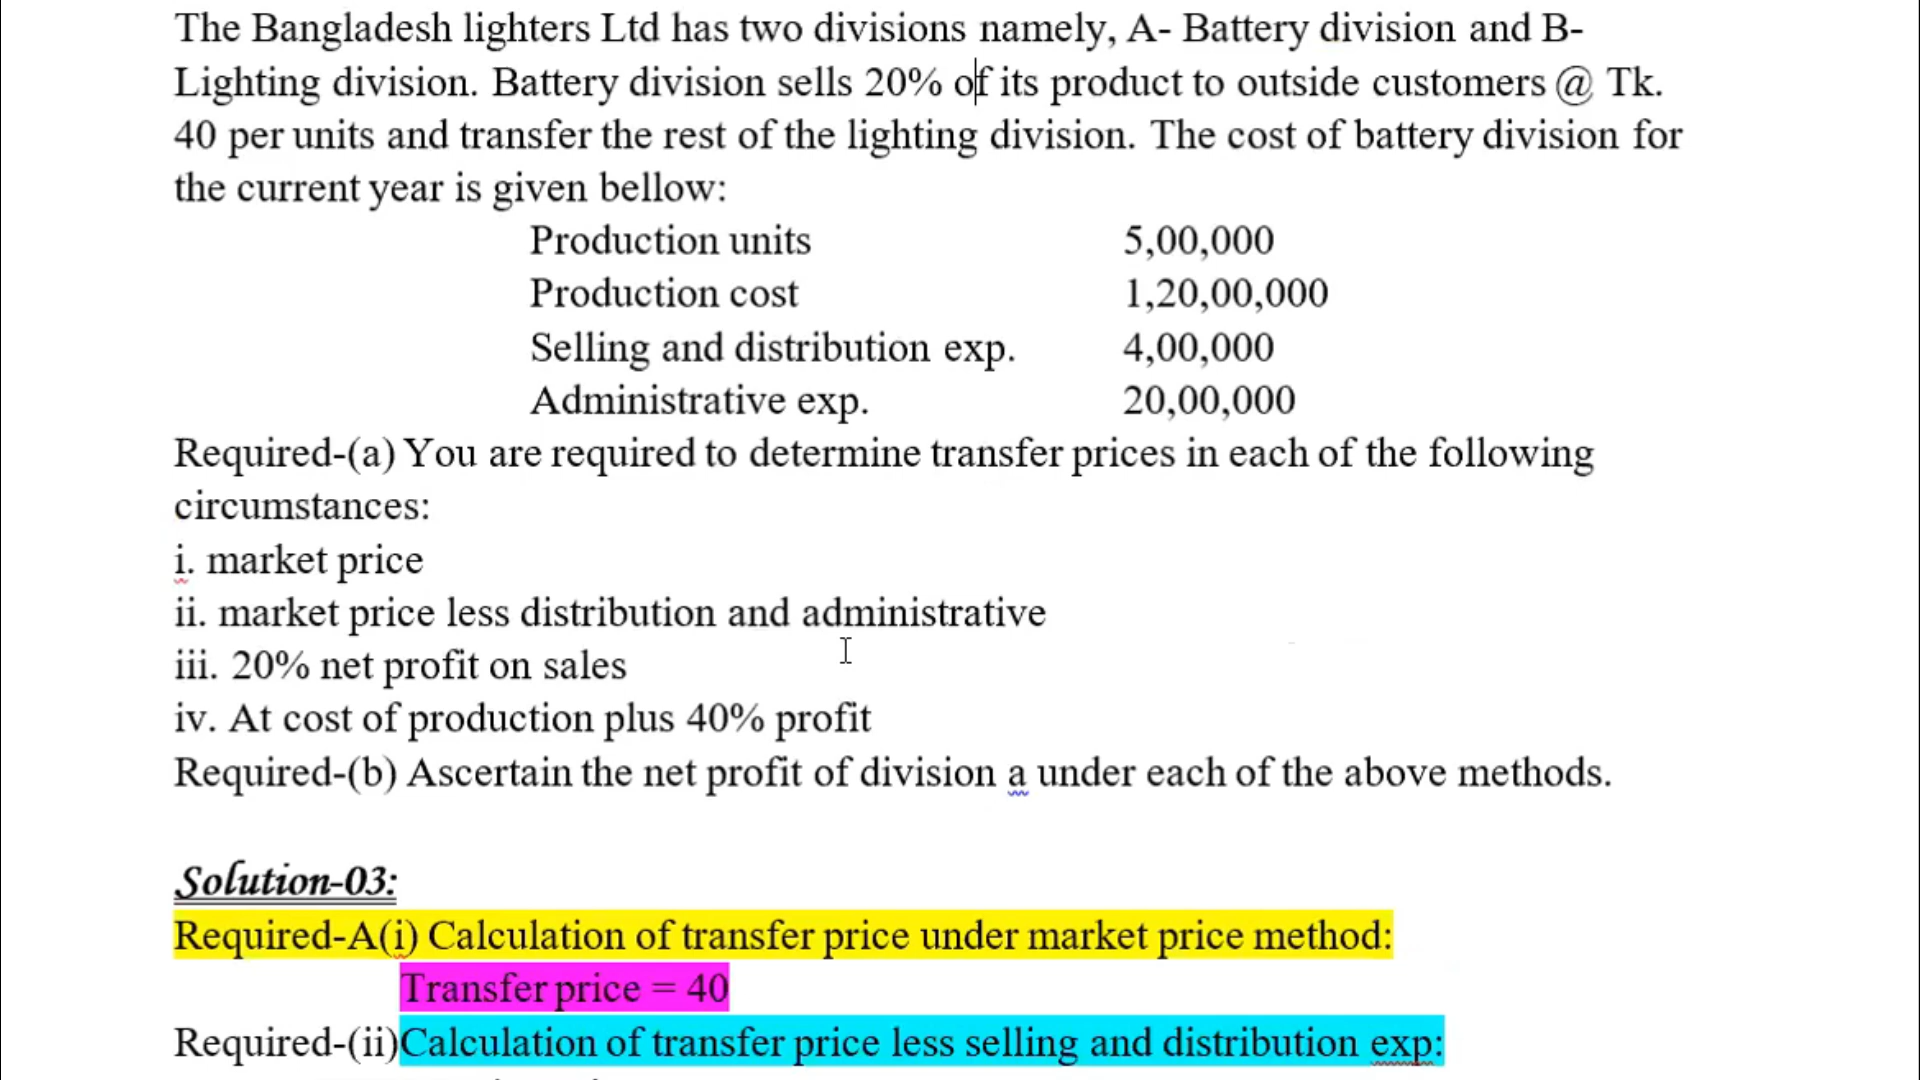 The Bangladesh lighters Ltd has two divisions namely, A- Battery division and B-
Lighting division. Battery division sells 20% of its product to outside customers @ Tk.
40 per units and transfer the rest of the lighting division. The cost of battery division for
the current year is given bellow:
Production units 5,00,000
Production cost 1,20,00,000
Selling and distribution exp. 4,00,000
Administrative exp. 20,00,000
Required-(a) You are required to determine transfer prices in each of the following
circumstances:
i. market price
ii. market price less distribution and administrative
iii. 20% net profit on sales
iv. At cost of production plus 40% profit
Required-(b) Ascertain the net profit of division a under each of the above methods.
Solution-03:
Required-A(i) Calculation of transfer price under market price method:
Transfer price = 40
Required-(ii)Calculation of transfer price less selling and distribution exp: